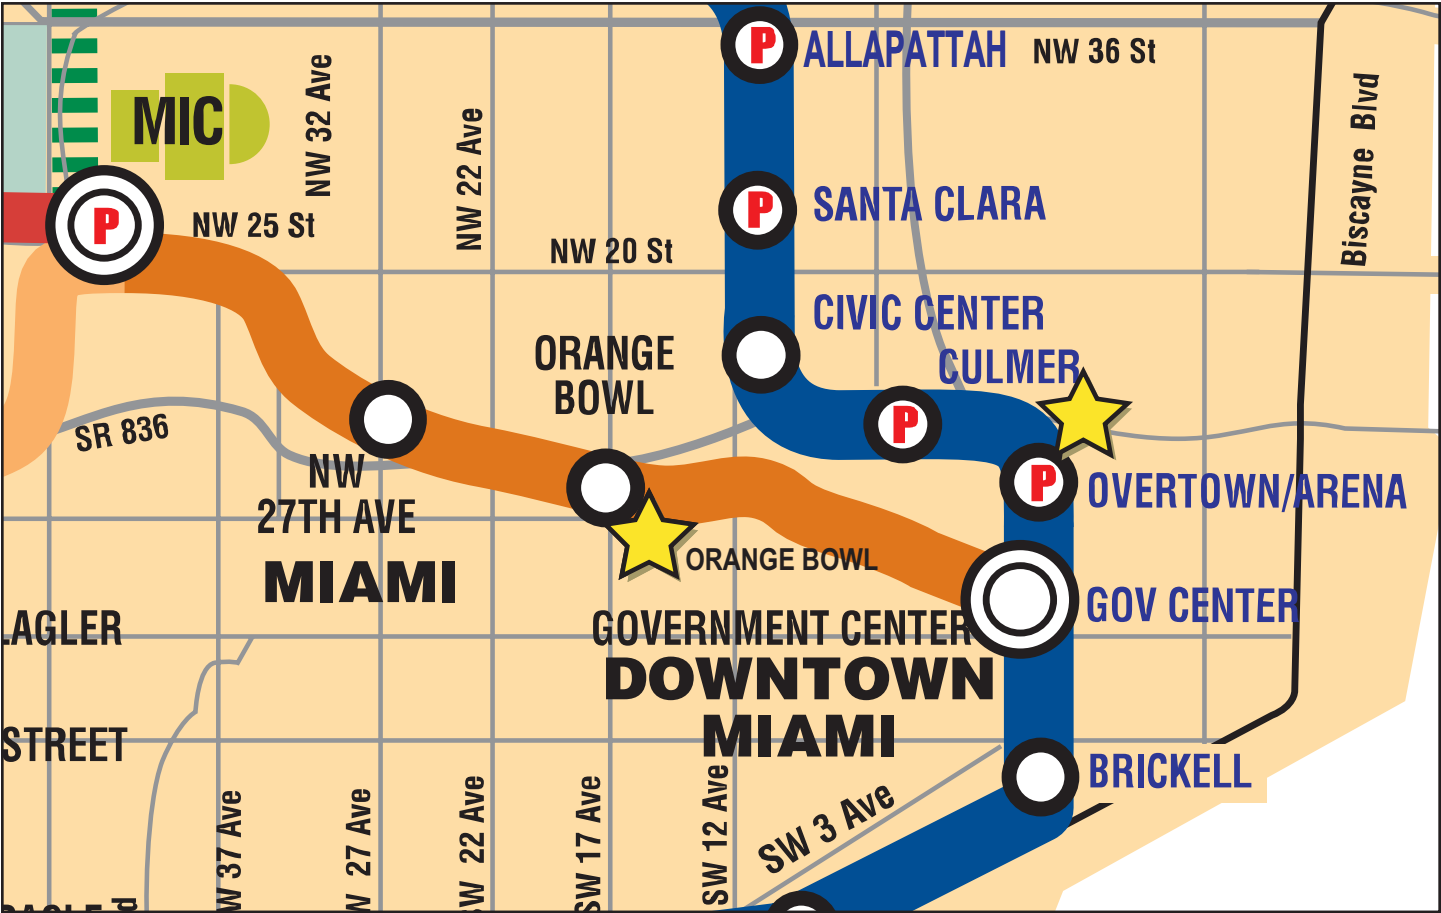 ALLAPATTAH
NW 36 St
MIC
NW 32 Ave
NW 22 Ave
Biscayne Blvd
P
P
P
SANTA CLARA
NW 25 St
NW 20 St
CIVIC CENTER
ORANGE
BOWL
CULMER
SR 836
P
NW
27TH AVE
P
OVERTOWN/ARENA
ORANGE BOWL
MIAMI
GOV CENTER
LAGLER
GOVERNMENT CENTER
DOWNTOWN
MIAMI
STREET
BRICKELL
W 37 Ave
W 27 Ave
SW 22 Ave
SW 17 Ave
SW 12 Ave
SW 3 Ave